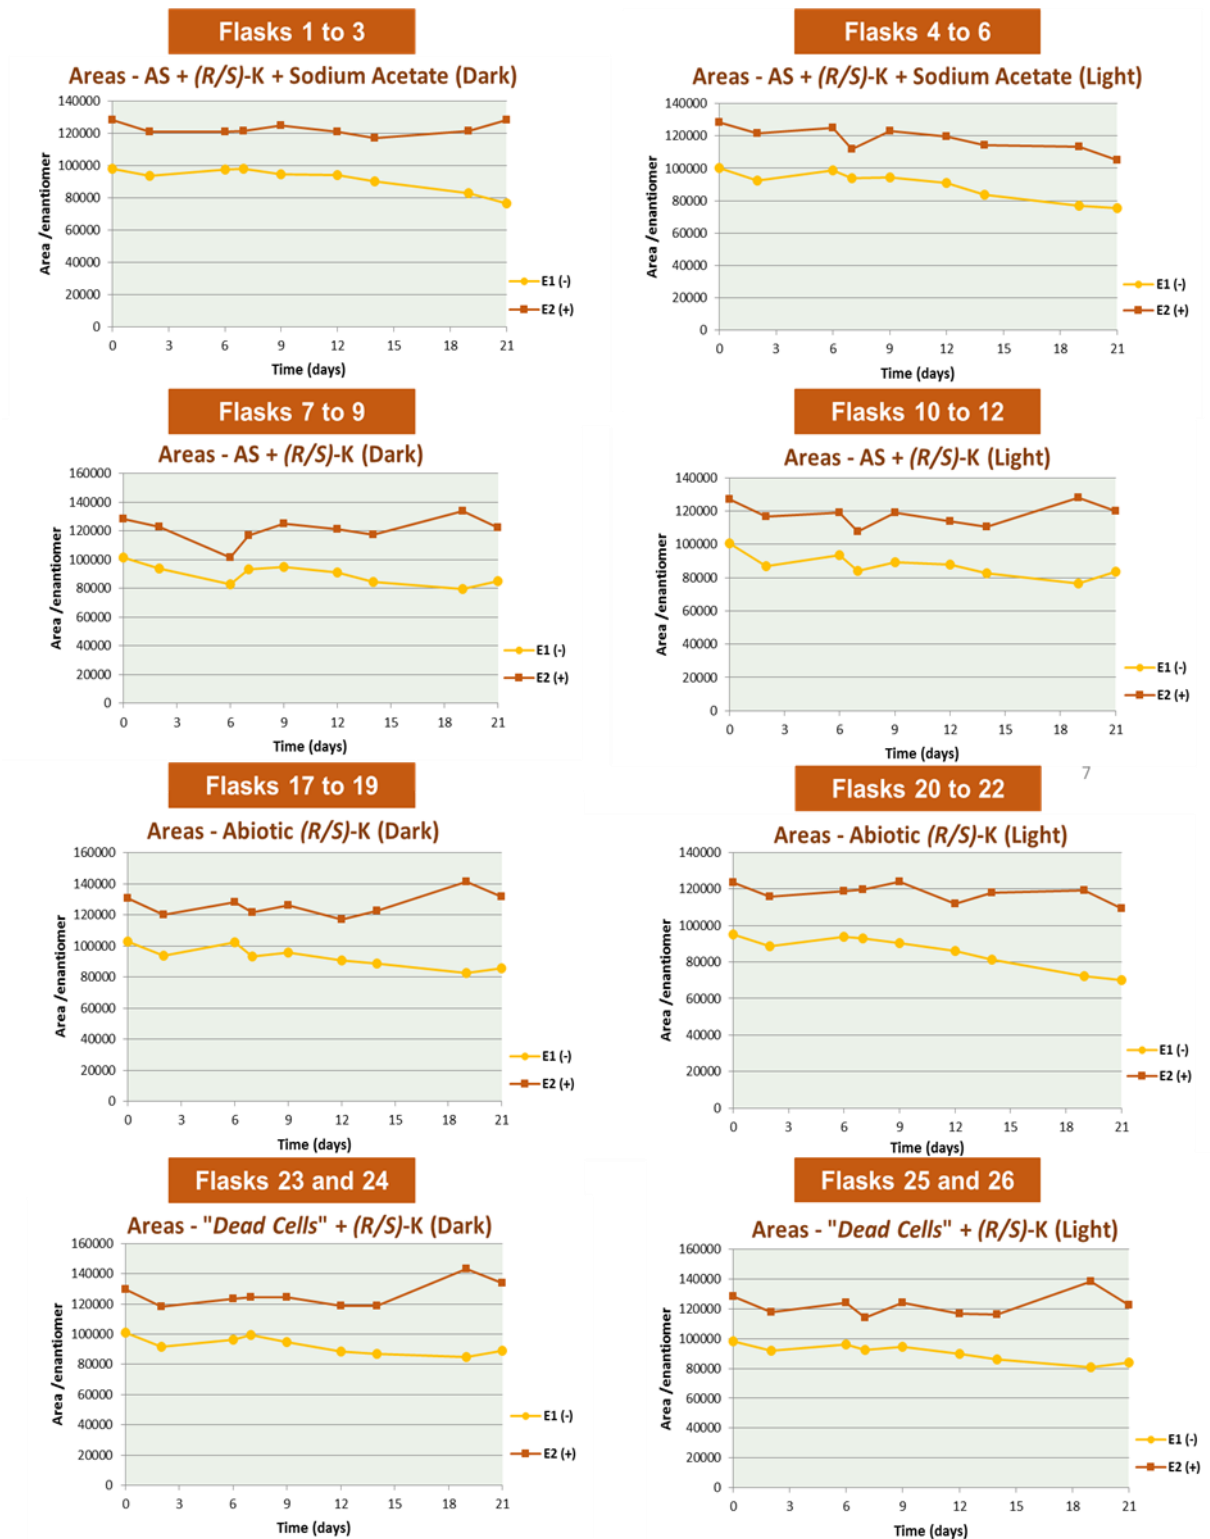 Flasks 1 to 3
Areas - AS + (R/S)-K + Sodium Acetate (Dark)
140000
120000
100000
80000
60000
40000
20000
0
Area /enantiomer
0 3 6 9 12 15 18 21
Time (days)
E1 (-)
E2 (+)
Flasks 4 to 6
Areas - AS + (R/S)-K + Sodium Acetate (Light)
140000
120000
100000
80000
60000
40000
20000
0
Area /enantiomer
0 3 6 9 12 15 18 21
Time (days)
E1 (-)
E2 (+)
Flasks 7 to 9
Areas - AS + (R/S)-K (Dark)
160000
140000
120000
100000
80000
60000
40000
20000
0
Area /enantiomer
0 3 6 9 12 15 18 21
Time (days)
E1 (-)
E2 (+)
Flasks 10 to 12
Areas - AS + (R/S)-K (Light)
140000
120000
100000
80000
60000
40000
20000
0
Area /enantiomer
0 3 6 9 12 15 18 21
Time (days)
E1 (-)
E2 (+)
7
Flasks 17 to 19
Areas - Abiotic (R/S)-K (Dark)
160000
140000
120000
100000
80000
60000
40000
20000
0
Area /enantiomer
0 3 6 9 12 15 18 21
Time (days)
E1 (-)
E2 (+)
Flasks 20 to 22
Areas - Abiotic (R/S)-K (Light)
140000
120000
100000
80000
60000
40000
20000
0
Area /enantiomer
0 3 6 9 12 15 18 21
Time (days)
E1 (-)
E2 (+)
Flasks 23 and 24
Areas - "Dead Cells" + (R/S)-K (Dark)
160000
140000
120000
100000
80000
60000
40000
20000
0
Area /enantiomer
0 3 6 9 12 15 18 21
Time (days)
E1 (-)
E2 (+)
Flasks 25 and 26
Areas - "Dead Cells" + (R/S)-K (Light)
160000
140000
120000
100000
80000
60000
40000
20000
0
Area /enantiomer
0 3 6 9 12 15 18 21
Time (days)
E1 (-)
E2 (+)